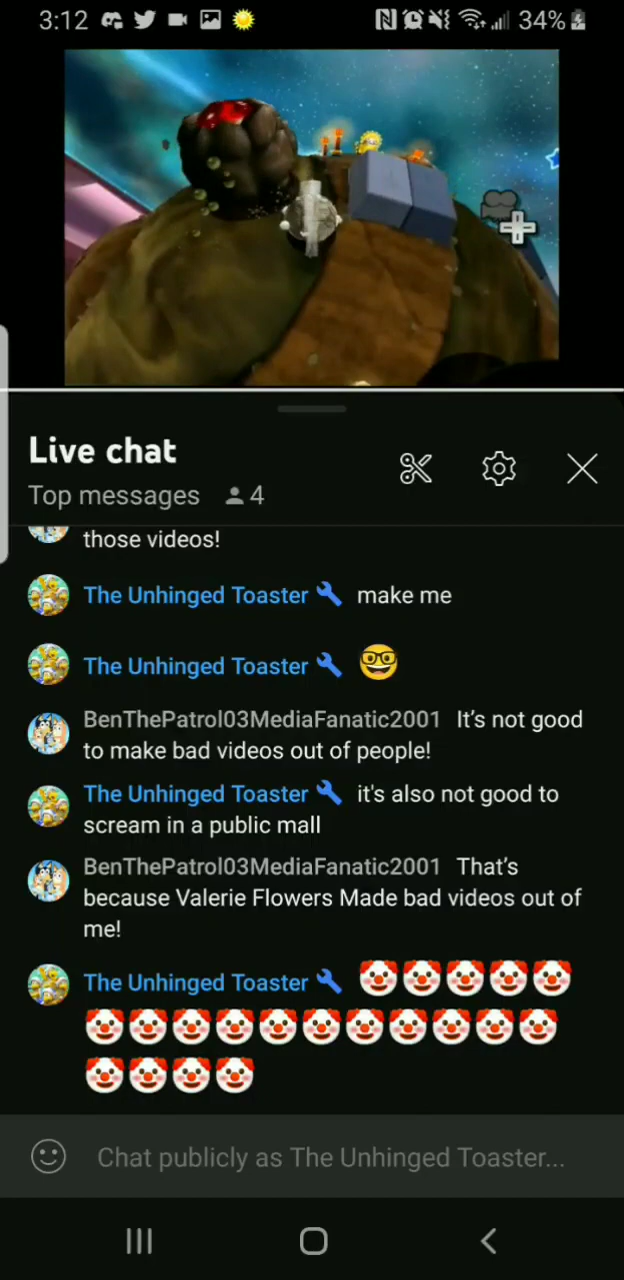 3:12
34%
Live chat
Top messages 4
those videos!
The Unhinged Toaster make me
The Unhinged Toaster 🤓
BenThePatrol03MediaFanatic2001 It's not good
to make bad videos out of people!
The Unhinged Toaster it's also not good to
scream in a public mall
BenThePatrol03MediaFanatic2001 That's
because Valerie Flowers Made bad videos out of
me!
The Unhinged Toaster 🤡🤡🤡🤡🤡
🤡🤡🤡🤡🤡🤡🤡🤡🤡🤡🤡
🤡🤡🤡🤡
Chat publicly as The Unhinged Toaster...